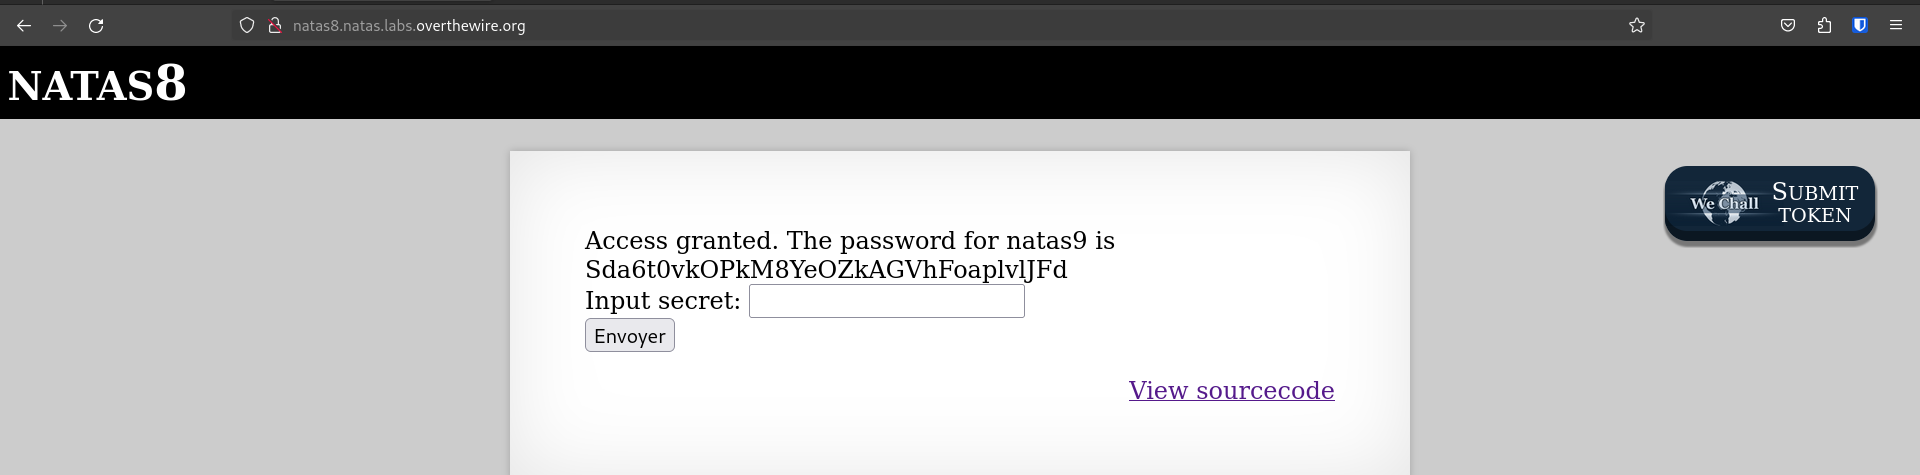 natas8.natas.labs.overthewire.org
NATAS8
We Chall SUBMIT TOKEN
Access granted. The password for natas9 is
Sda6t0vkOPkM8YeOZkAGVhFoaplvlJFd
Input secret:
Envoyer
View sourcecode